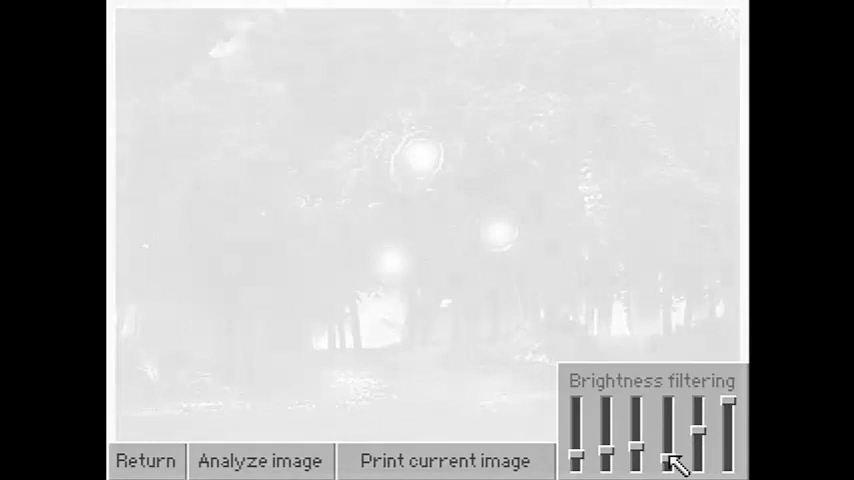 Brightness filtering
Return
Analyze image
Print current image